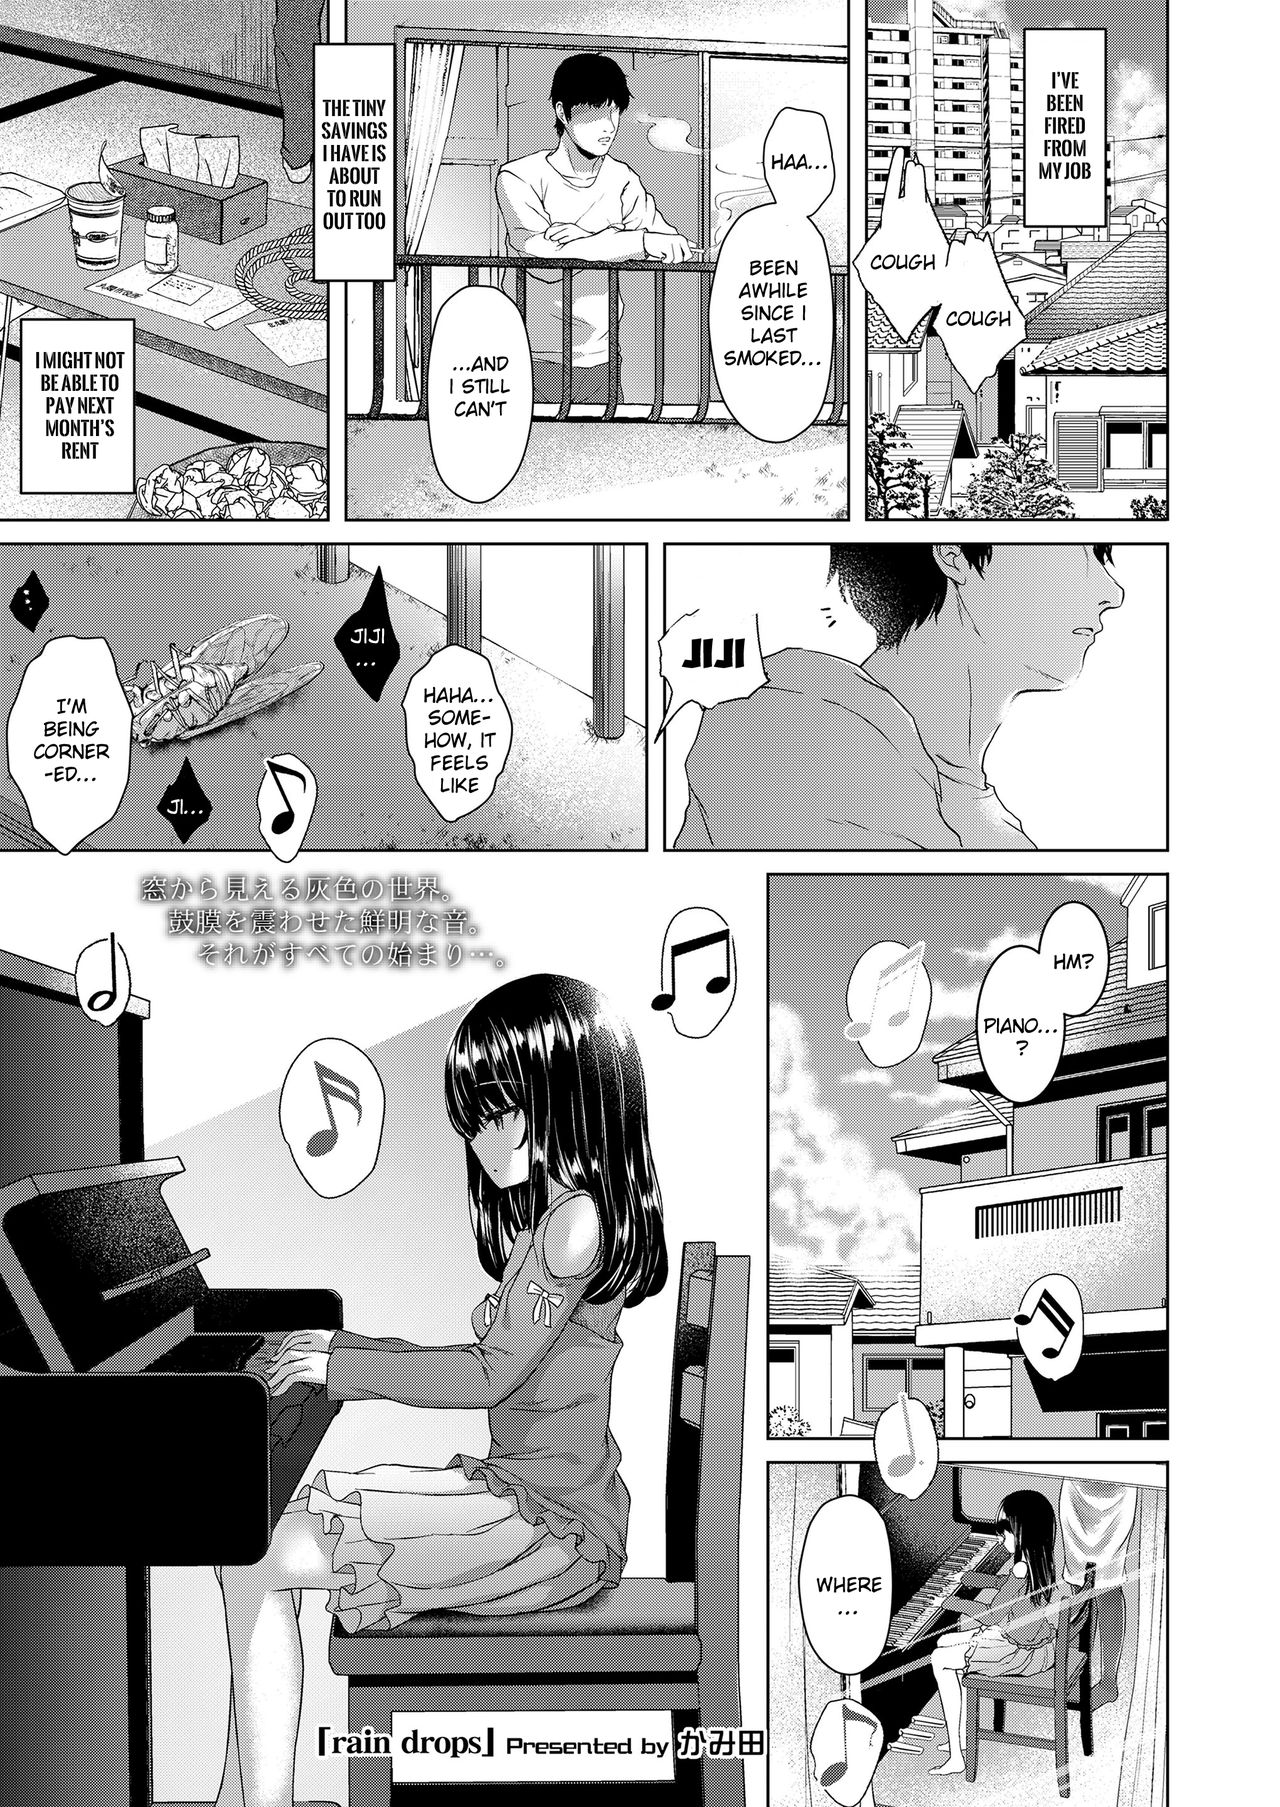 I'VE
BEEN
FIRED
FROM
MY JOB
COUGH
COUGH
HAA...
BEEN
AWHILE
SINCE I
LAST
SMOKED...
...AND
I STILL
CAN'T
THE TINY
SAVINGS
I HAVE IS
ABOUT
TO RUN
OUT TOO
I MIGHT NOT
BE ABLE TO
PAY NEXT
MONTH'S
RENT
JIJI
JIJI
...
HAHA...
SOME-
HOW, IT
FEELS
LIKE
JI...
I'M
BEING
CORNER
-ED...
窓から見える灰色の世界。
鼓膜を震わせた鮮明な音。
それがすべての始まり…。
HM?
PIANO...
?
WHERE
...
「rain drops」 Presented by かみ田